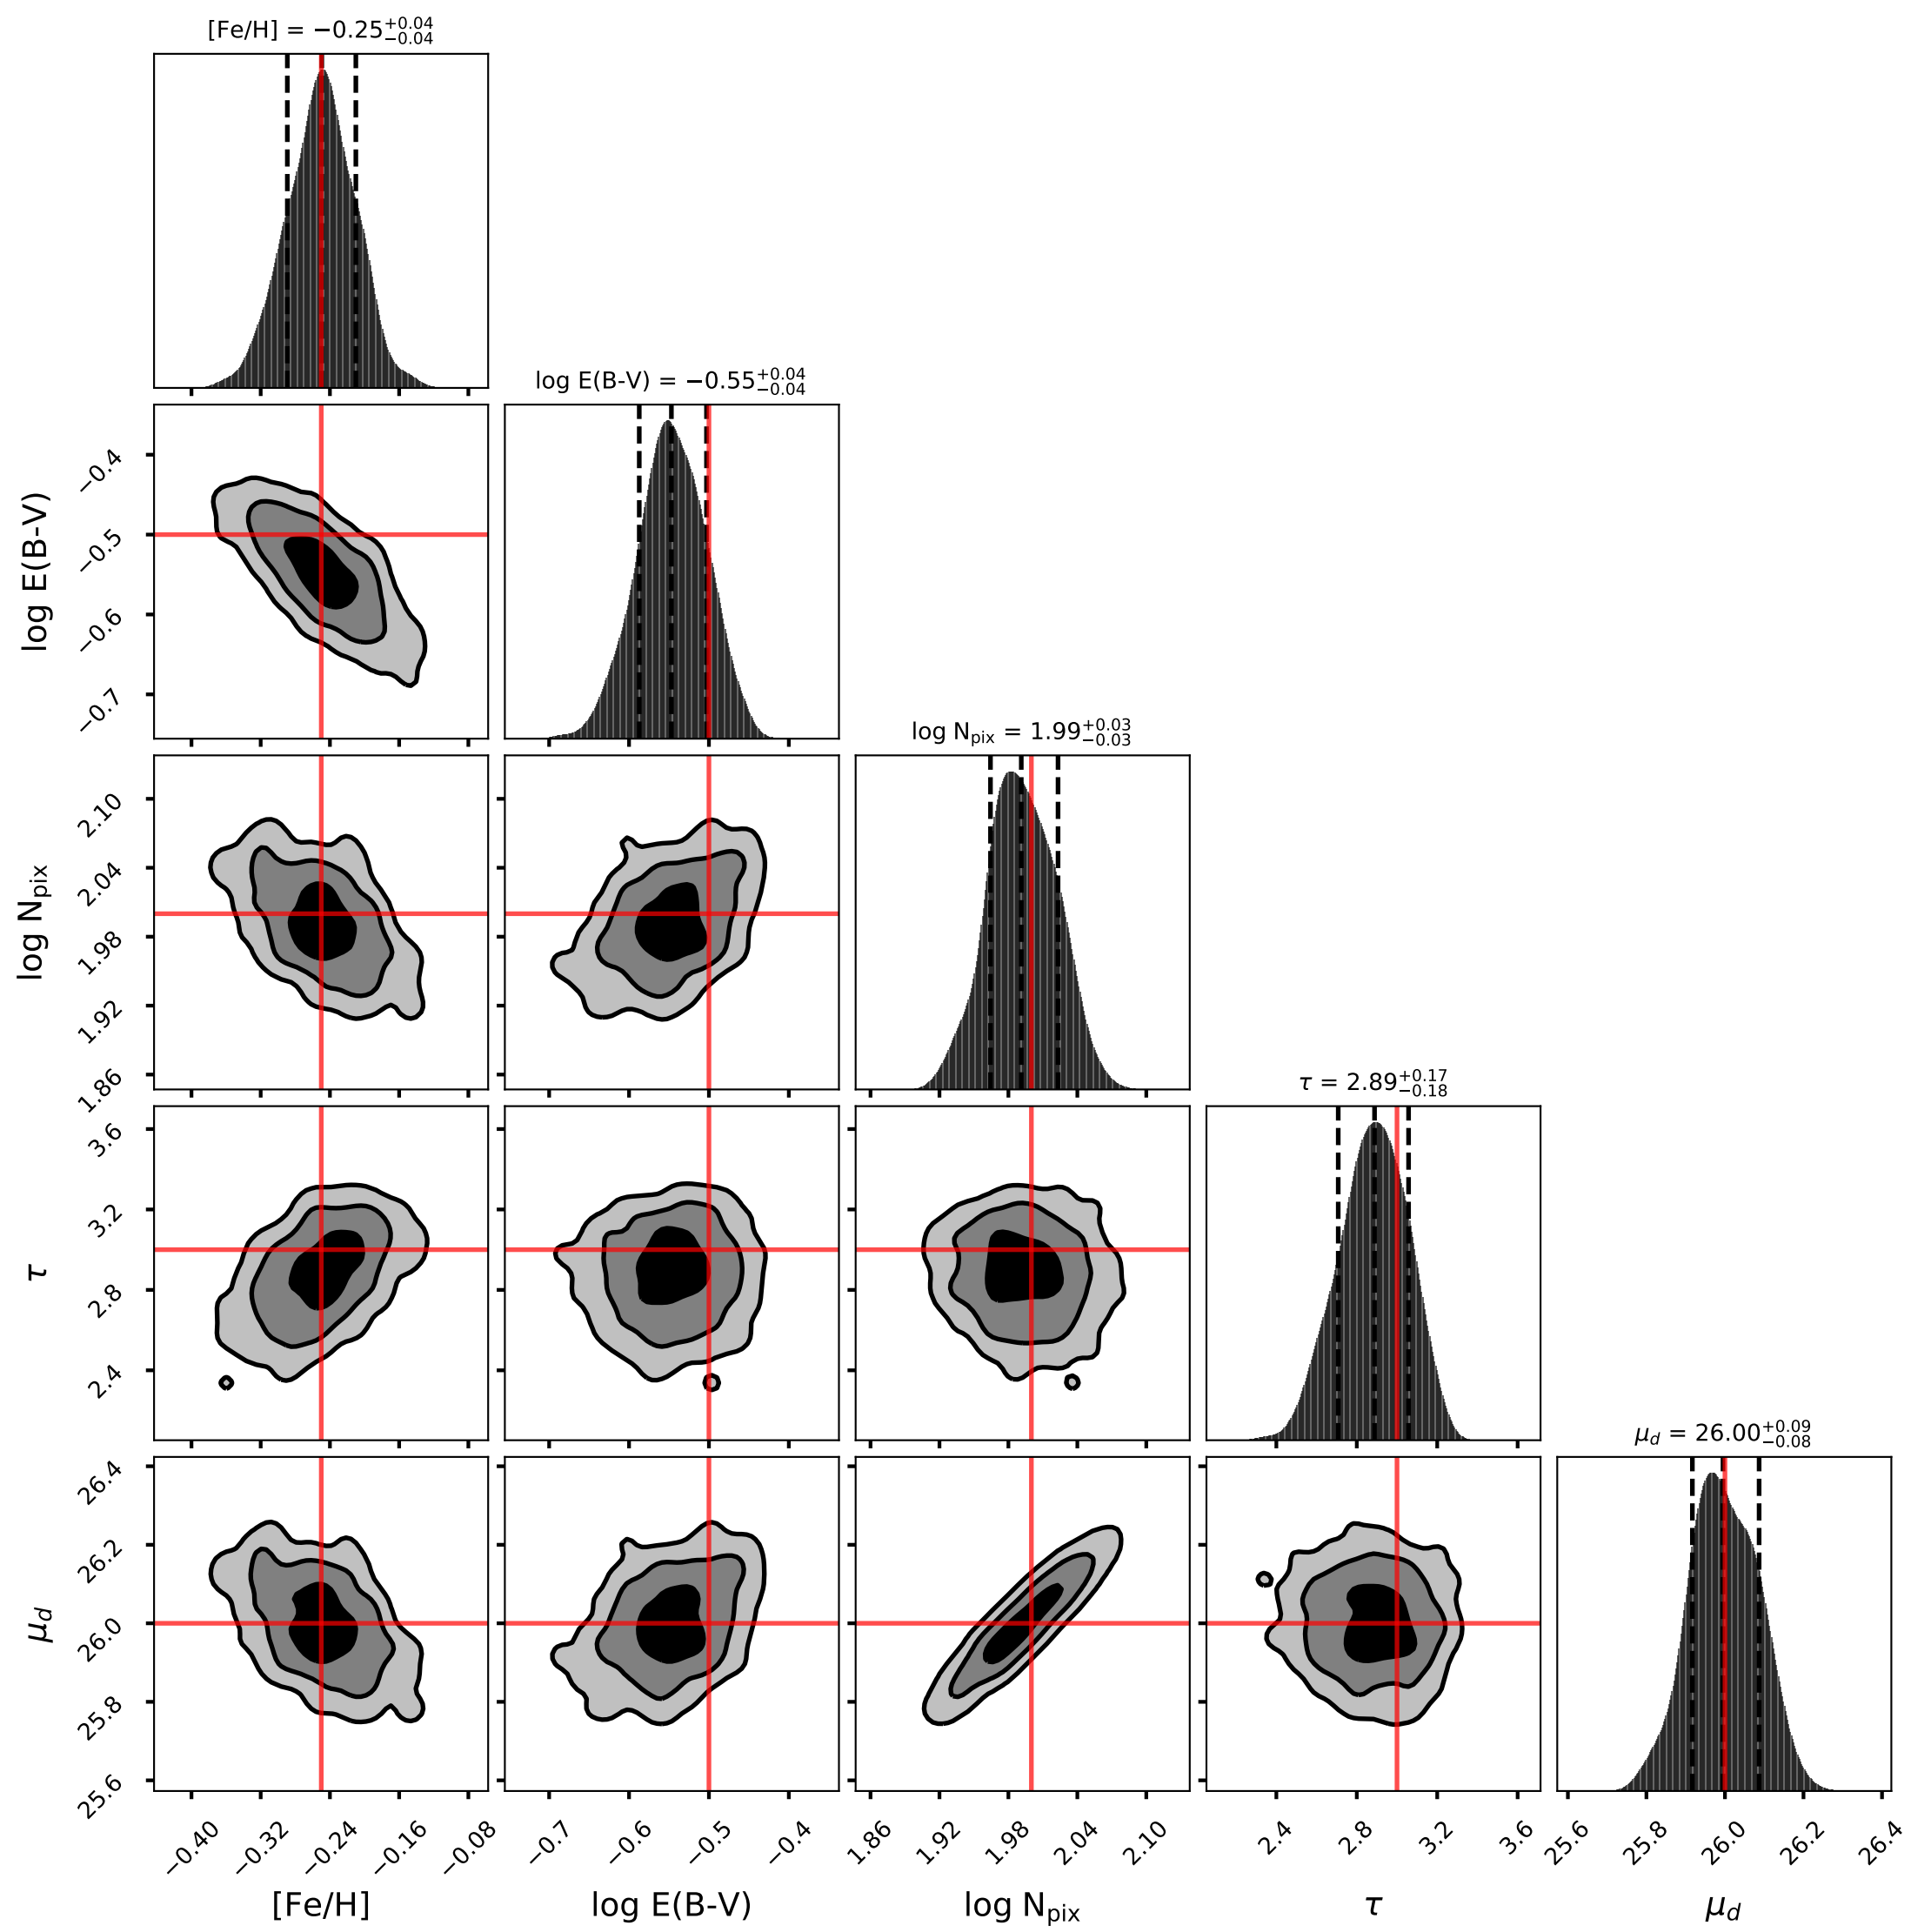 [Fe/H] = −0.25^{+0.04}_{−0.04}
log E(B-V) = −0.55^{+0.04}_{−0.04}
−0.4
−0.5
−0.6
−0.7
log E(B-V)
log N_{pix} = 1.99^{+0.03}_{−0.03}
2.10
2.04
1.98
1.92
1.86
log N_{pix}
τ = 2.89^{+0.17}_{−0.18}
3.6
3.2
2.8
2.4
τ
μ_d = 26.00^{+0.09}_{−0.08}
26.4
26.2
26.0
25.8
25.6
μ_d
−0.40 −0.32 −0.24 −0.16 −0.08 −0.7 −0.6 −0.5 −0.4 1.86 1.92 1.98 2.04 2.10 2.4 2.8 3.2 3.6 25.6 25.8 26.0 26.2 26.4
[Fe/H] log E(B-V) log N_{pix} τ μ_d